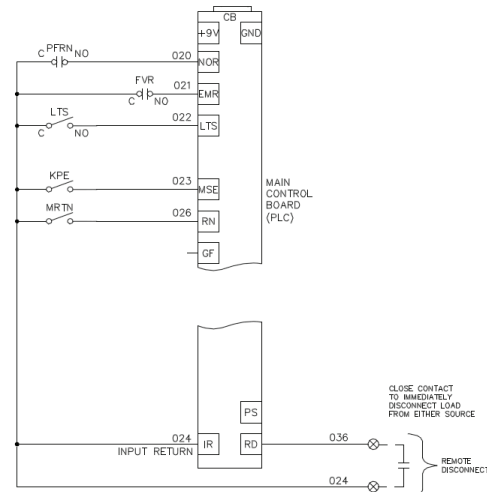 CB
+9V GND
C PFRN NO 020 NOR
FVR 021 EMR
C NO
LTS 022 LTS
C NO
KPE 023 MSE
MRTN 026 RN
MAIN
CONTROL
BOARD
(PLC)
GF
CLOSE CONTACT
TO IMMEDIATELY
DISCONNECT LOAD
FROM EITHER SOURCE
PS
024 IR RD 036
INPUT RETURN
REMOTE
DISCONNECT
024